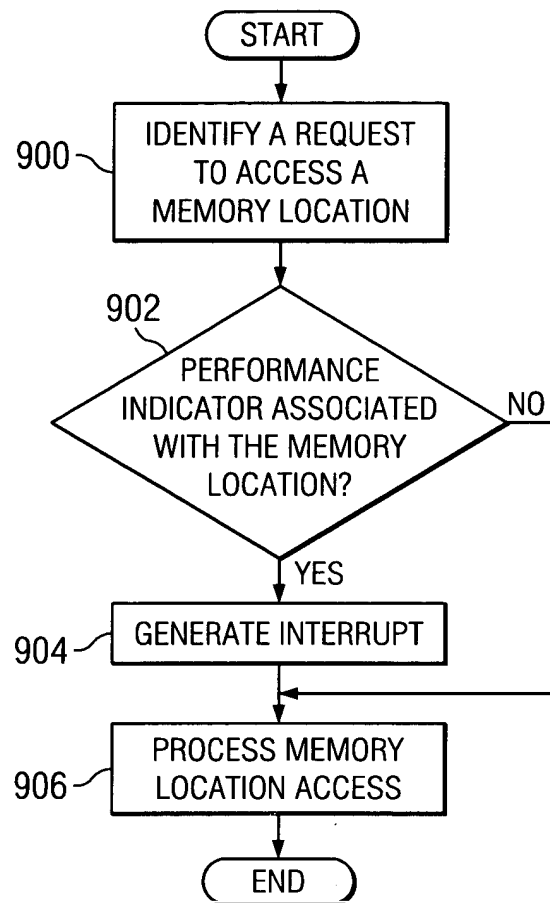 START
900
IDENTIFY A REQUEST
TO ACCESS A
MEMORY LOCATION
902
PERFORMANCE
INDICATOR ASSOCIATED
WITH THE MEMORY
LOCATION?
NO
YES
904
GENERATE INTERRUPT
906
PROCESS MEMORY
LOCATION ACCESS
END